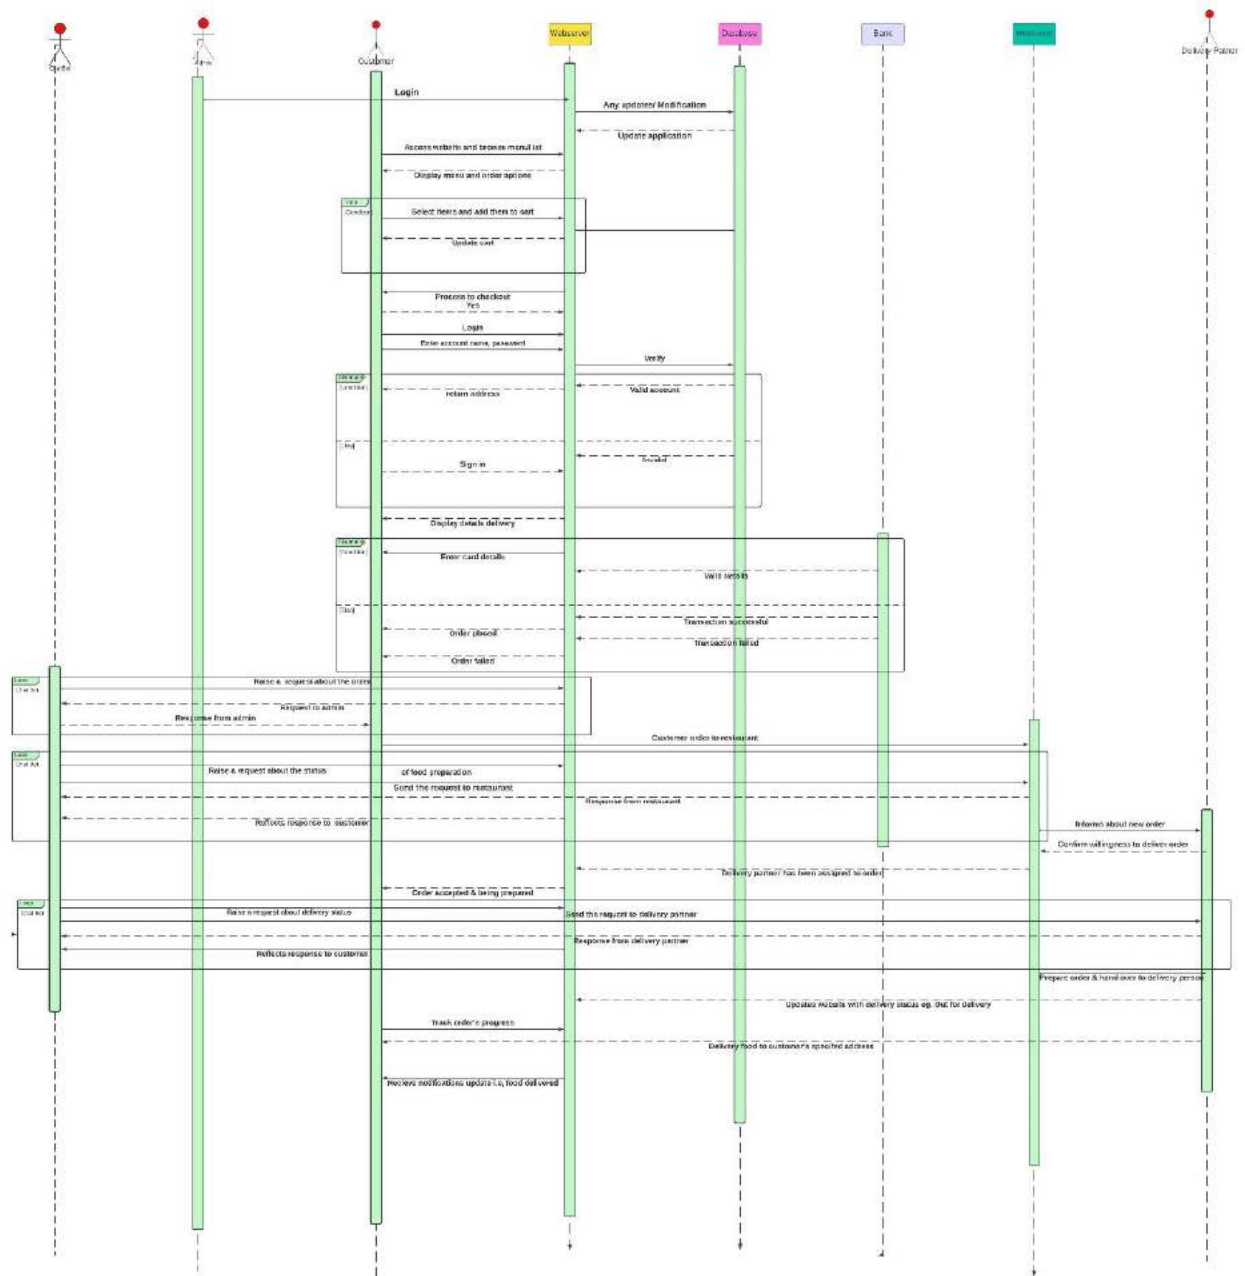 Webserver
Database
Bank
Customer
Login
Any updates/ Modification
Update application
Access website and browse menu list
Display menu and order options
Select items and add them to cart
Update cart
Process to checkout
Yes
Login
Enter account name, password
Verify
Valid account
return address
Sign in
Display details delivery
Enter card details
Valid details
Transaction successful
Order placed
Transaction failed
Order failed
Raise a request about the order
Request to admin
Response from admin
Customer order to restaurant
Raise a request about the status
of food preparation
Send the request to restaurant
Response from restaurant
Reflects response to customer
Informs about new order
Confirm willingness to deliver order
Delivery partner has been assigned to order
Order accepted & being prepared
Raise a request about delivery status
Send the request to delivery partner
Response from delivery partner
Reflects response to customer
Prepare order & hand over to delivery person
Updates website with delivery status eg. Out for delivery
Track order's progress
Delivery food to customer's specified address
Recieve notifications update i.e, food delivered